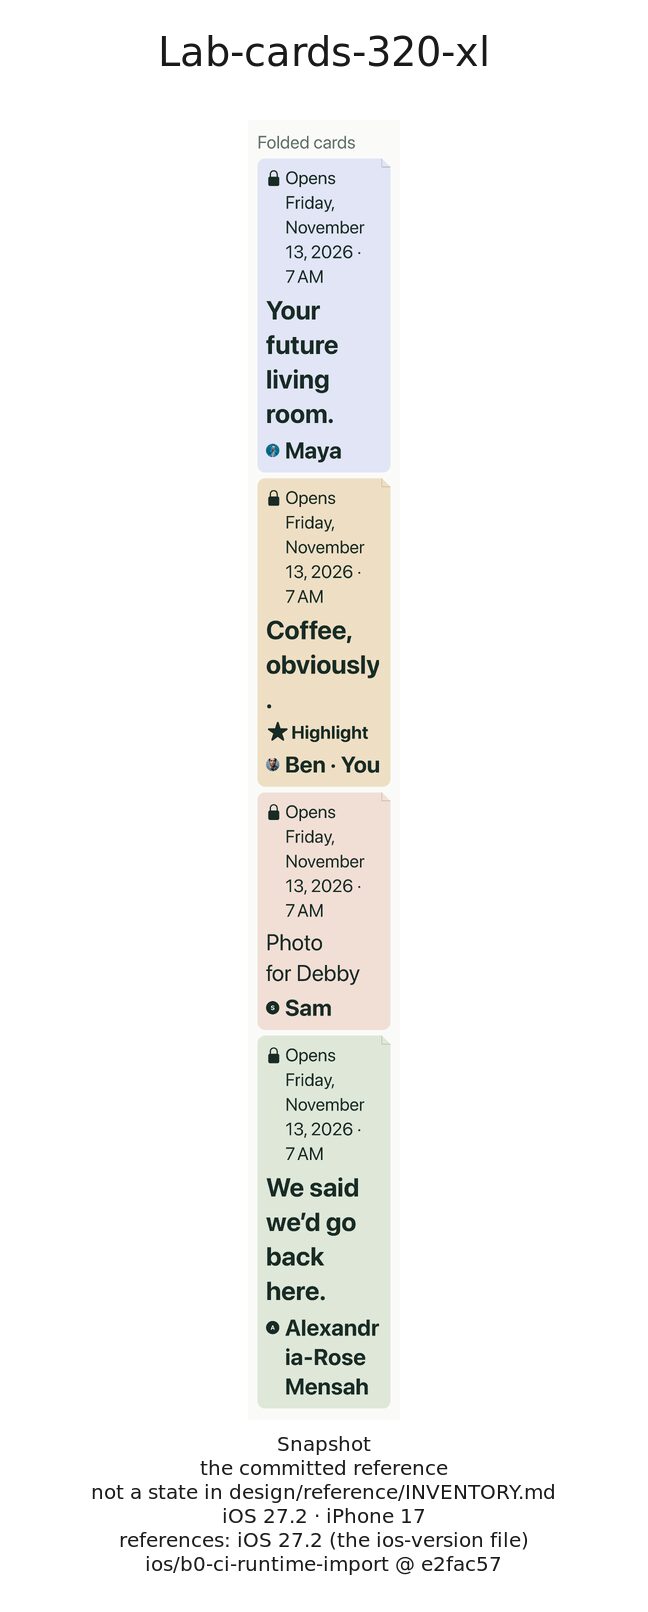 Lab-cards-320-xl
Folded cards
Opens
Friday,
November
13, 2026 ·
7 AM
Your
future
living
room.
Maya
Opens
Friday,
November
13, 2026 ·
7 AM
Coffee,
obviously
.
Highlight
Ben · You
Opens
Friday,
November
13, 2026 ·
7 AM
Photo
for Debby
S Sam
Opens
Friday,
November
13, 2026 ·
7 AM
We said
we’d go
back
here.
A Alexandr
ia-Rose
Mensah
Snapshot
the committed reference
not a state in design/reference/INVENTORY.md
iOS 27.2 · iPhone 17
references: iOS 27.2 (the ios-version file)
ios/b0-ci-runtime-import @ e2fac57